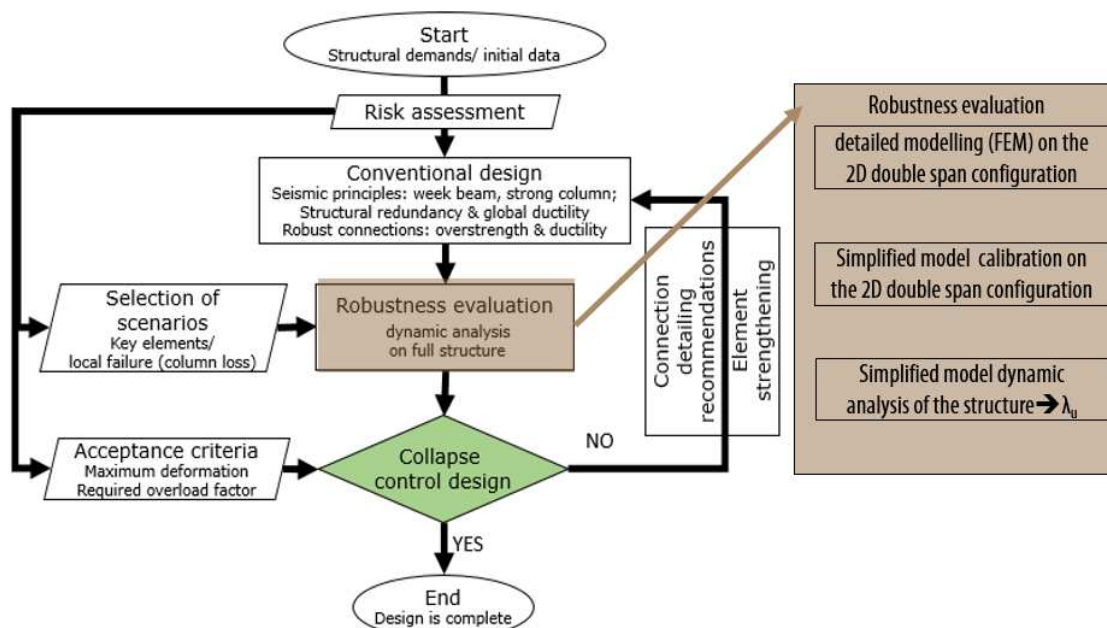 Start
Structural demands/ initial data
Risk assessment
Conventional design
Seismic principles: week beam, strong column;
Structural redundancy & global ductility
Robust connections: overstrength & ductility
Selection of
scenarios
Key elements/
local failure (column loss)
Robustness evaluation
dynamic analysis
on full structure
Connection
detailing
recommendations
Element
strengthening
Acceptance criteria
Maximum deformation
Required overload factor
Collapse
control design
NO
YES
End
Design is complete
Robustness evaluation
detailed modelling (FEM) on the
2D double span configuration
Simplified model calibration on
the 2D double span configuration
Simplified model dynamic
analysis of the structure➔λu